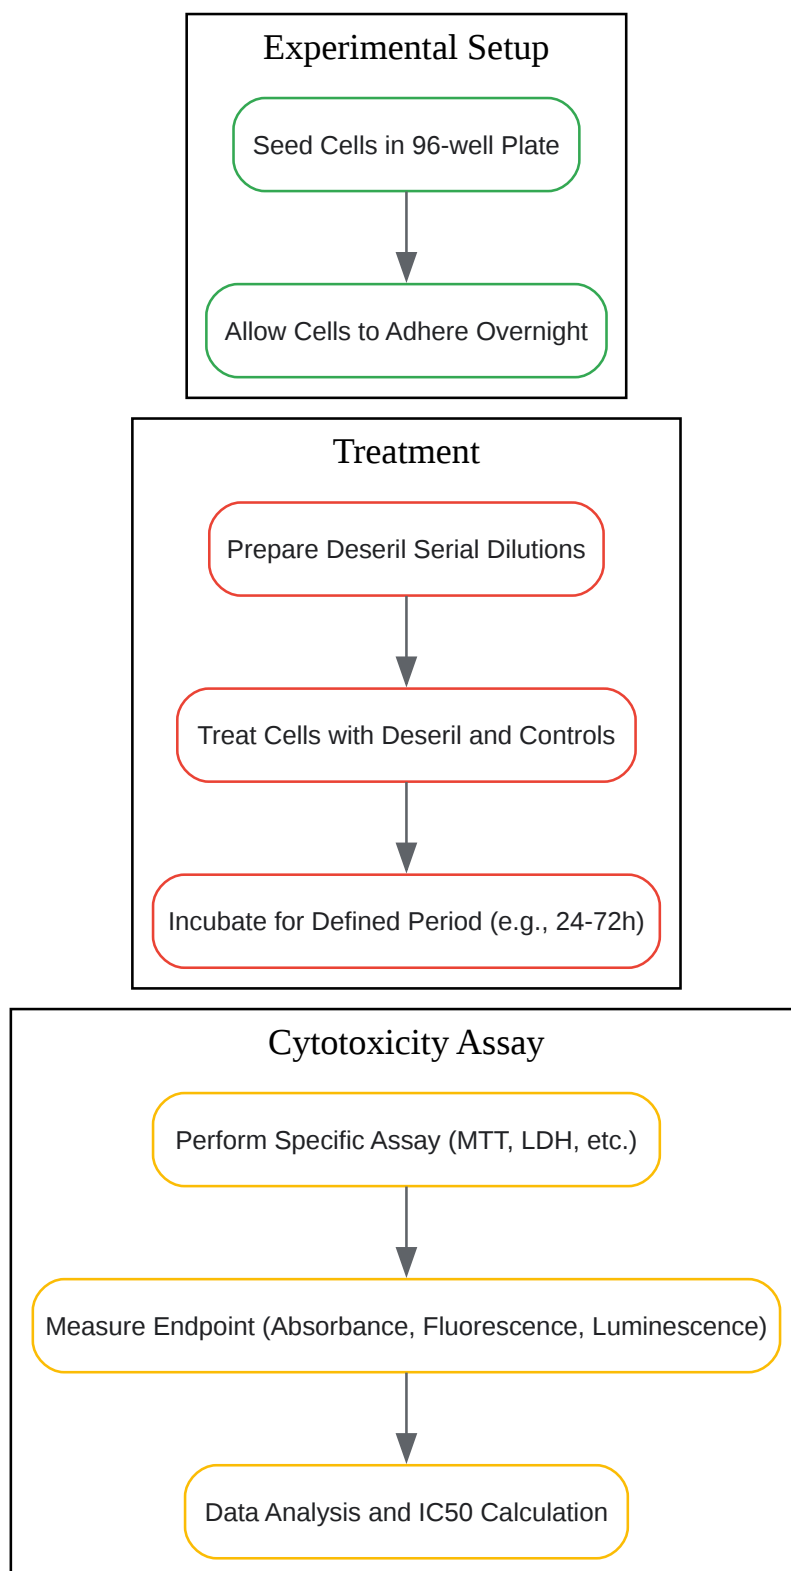 Experimental Setup
Seed Cells in 96-well Plate
Allow Cells to Adhere Overnight
Treatment
Prepare Deseril Serial Dilutions
Treat Cells with Deseril and Controls
Incubate for Defined Period (e.g., 24-72h)
Cytotoxicity Assay
Perform Specific Assay (MTT, LDH, etc.)
Measure Endpoint (Absorbance, Fluorescence, Luminescence)
Data Analysis and IC50 Calculation